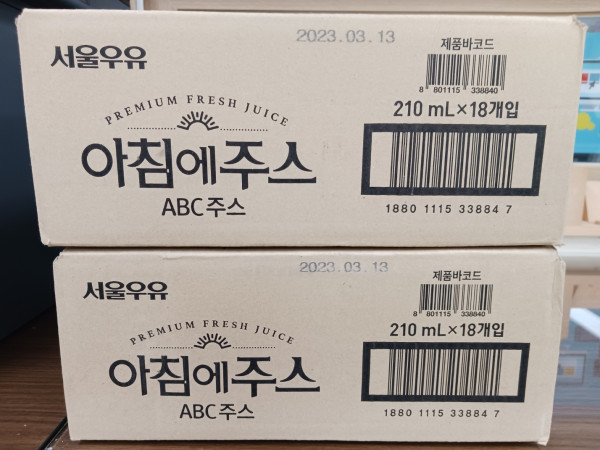 2023.03.13
서울우유
제품바코드
8 801115 338840
PREMIUM FRESH JUICE
210 mL×18개입
아침에주스
ABC 주스
1880 1115 33884 7
2023.03.13
서울우유
제품바코드
8 801115 338840
PREMIUM FRESH JUICE
210 mL×18개입
아침에주스
ABC 주스
1880 1115 33884 7